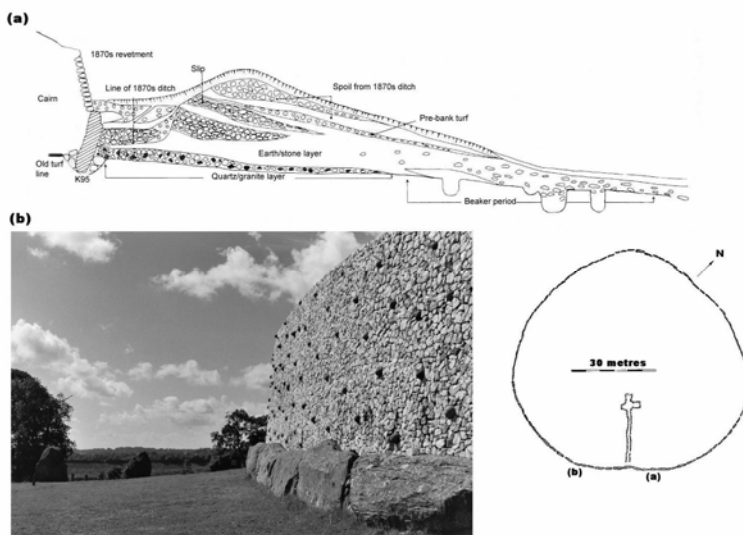 (a)
1870s revetment
Slip
Line of 1870s ditch
Spoil from 1870s ditch
Cairn
Pre-bank turf
Earth/stone layer
Old turf
line
K95
Quartz/granite layer
Beaker period
(b)
N
30 metres
(b)
(a)